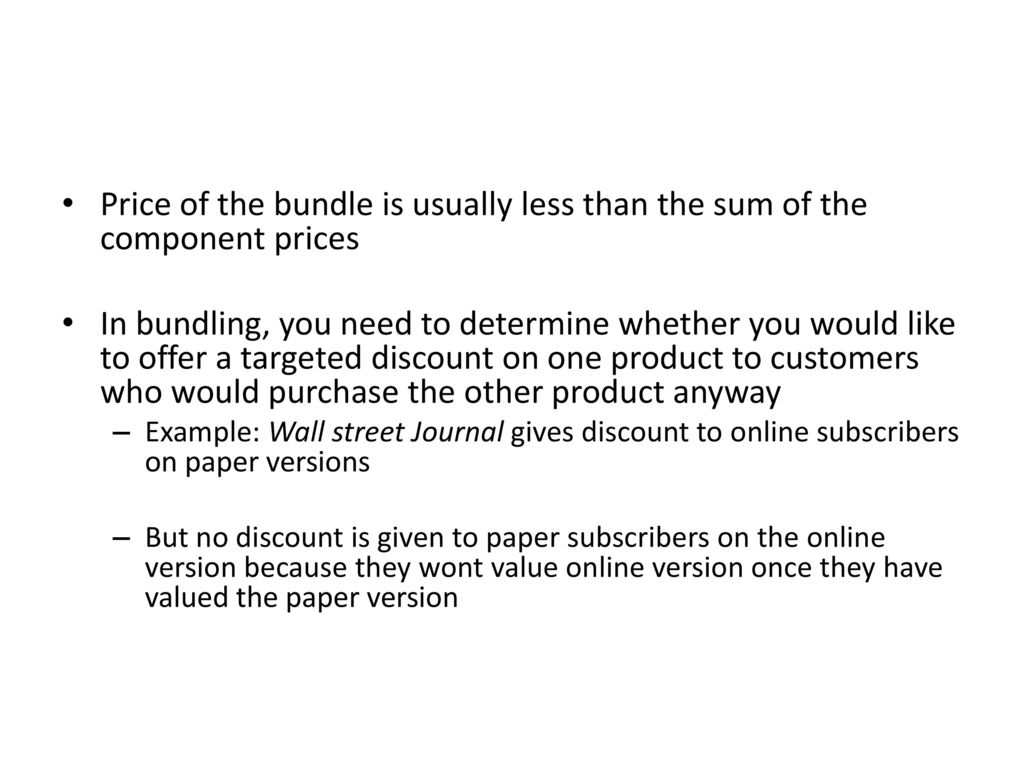 • Price of the bundle is usually less than the sum of the
component prices
• In bundling, you need to determine whether you would like
to offer a targeted discount on one product to customers
who would purchase the other product anyway
– Example: Wall street Journal gives discount to online subscribers
on paper versions
– But no discount is given to paper subscribers on the online
version because they wont value online version once they have
valued the paper version